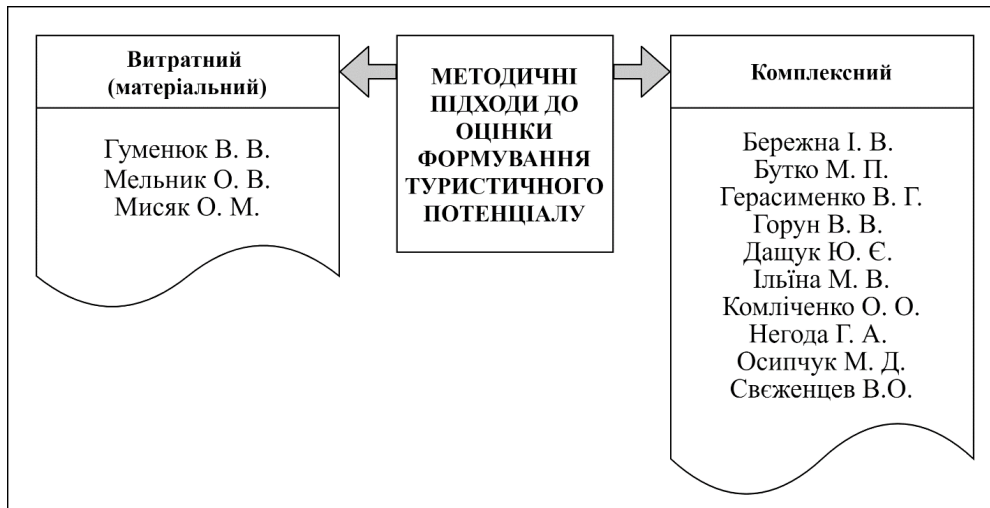 Витратний
(матеріальний)
Гуменюк В. В.
Мельник О. В.
Мисяк О. М.
МЕТОДИЧНІ
ПІДХОДИ ДО
ОЦІНКИ
ФОРМУВАННЯ
ТУРИСТИЧНОГО
ПОТЕНЦІАЛУ
Комплексний
Бережна І. В.
Бутко М. П.
Герасименко В. Г.
Горун В. В.
Дащук Ю. Є.
Ільїна М. В.
Комліченко О. О.
Негода Г. А.
Осипчук М. Д.
Свєженцев В.О.